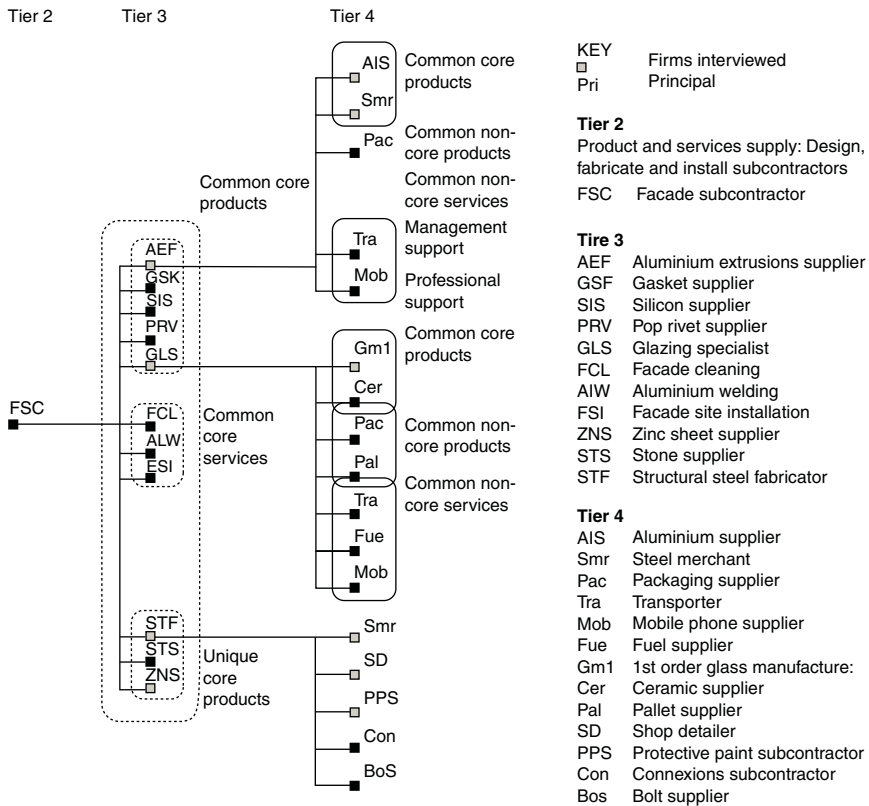 Tier 2 Tier 3 Tier 4
AIS
Smr
Common core
products
Pac
Common non-
core products
Common non-
core services
Common core
products
Management
support
Tra
Mob
Professional
support
AEF
GSK
SIS
PRV
GLS
Common core
products
Gm1
Cer
FSC
FCL
ALW
ESI
Common
core
services
Pac
Pal
Common non-
core products
Common non-
core services
Tra
Fue
Mob
STF
STS
ZNS
Unique
core
products
Smr
SD
PPS
Con
BoS
KEY
Firms interviewed
Pri Principal
Tier 2
Product and services supply: Design,
fabricate and install subcontractors
FSC Facade subcontractor
Tire 3
AEF Aluminium extrusions supplier
GSF Gasket supplier
SIS Silicon supplier
PRV Pop rivet supplier
GLS Glazing specialist
FCL Facade cleaning
AIW Aluminium welding
FSI Facade site installation
ZNS Zinc sheet supplier
STS Stone supplier
STF Structural steel fabricator
Tier 4
AIS Aluminium supplier
Smr Steel merchant
Pac Packaging supplier
Tra Transporter
Mob Mobile phone supplier
Fue Fuel supplier
Gm1 1st order glass manufacture:
Cer Ceramic supplier
Pal Pallet supplier
SD Shop detailer
PPS Protective paint subcontractor
Con Connexions subcontractor
Bos Bolt supplier